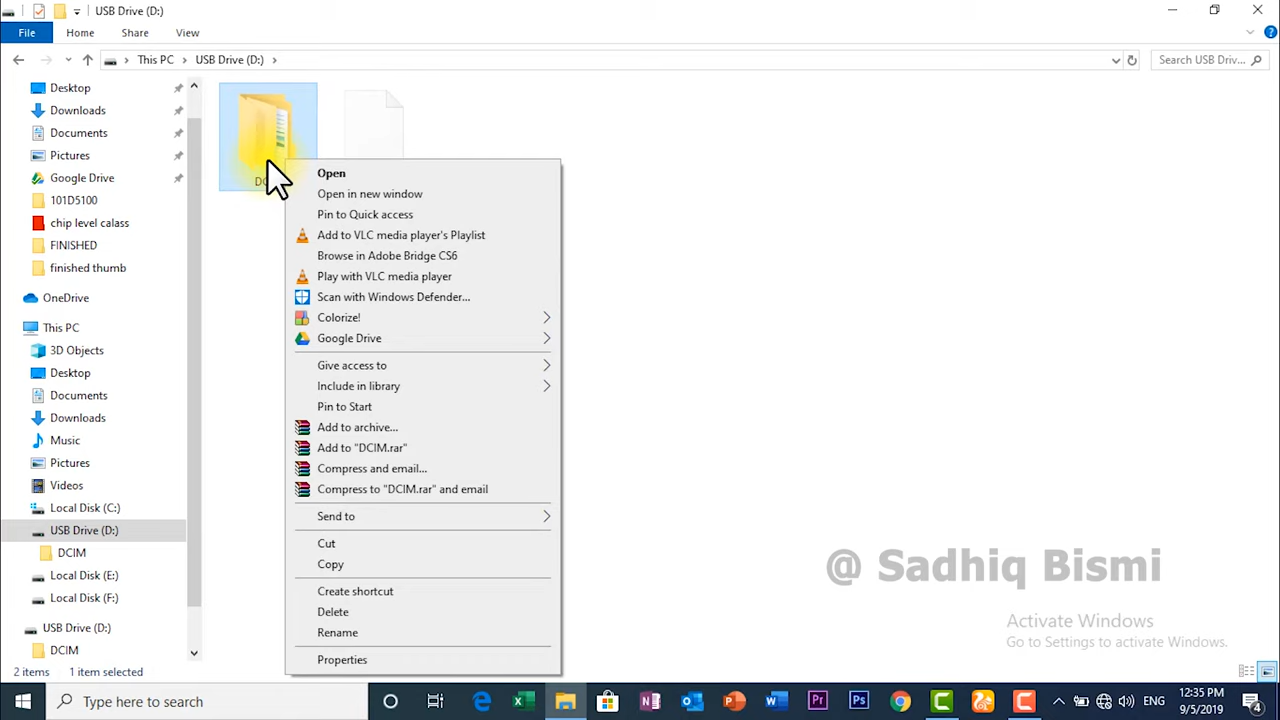 USB Drive (D:)
File Home Share View
This PC USB Drive (D:) Search USB Driv...
Desktop
Downloads
Documents
Pictures
Google Drive
101D5100
chip level calass
FINISHED
finished thumb
OneDrive
This PC
3D Objects
Desktop
Documents
Downloads
Music
Pictures
Videos
Local Disk (C:)
USB Drive (D:)
DCIM
Local Disk (E:)
Local Disk (F:)
USB Drive (D:)
DCIM
Open
Open in new window
Pin to Quick access
Add to VLC media player's Playlist
Browse in Adobe Bridge CS6
Play with VLC media player
Scan with Windows Defender...
Colorize!
Google Drive
Give access to
Include in library
Pin to Start
Add to archive...
Add to "DCIM.rar"
Compress and email...
Compress to "DCIM.rar" and email
Send to
Cut
Copy
Create shortcut
Delete
Rename
Properties
@ Sadhiq Bismi
Activate Windows
Go to Settings to activate Windows.
2 items 1 item selected
Type here to search
ENG
12:35 PM
9/5/2019
4